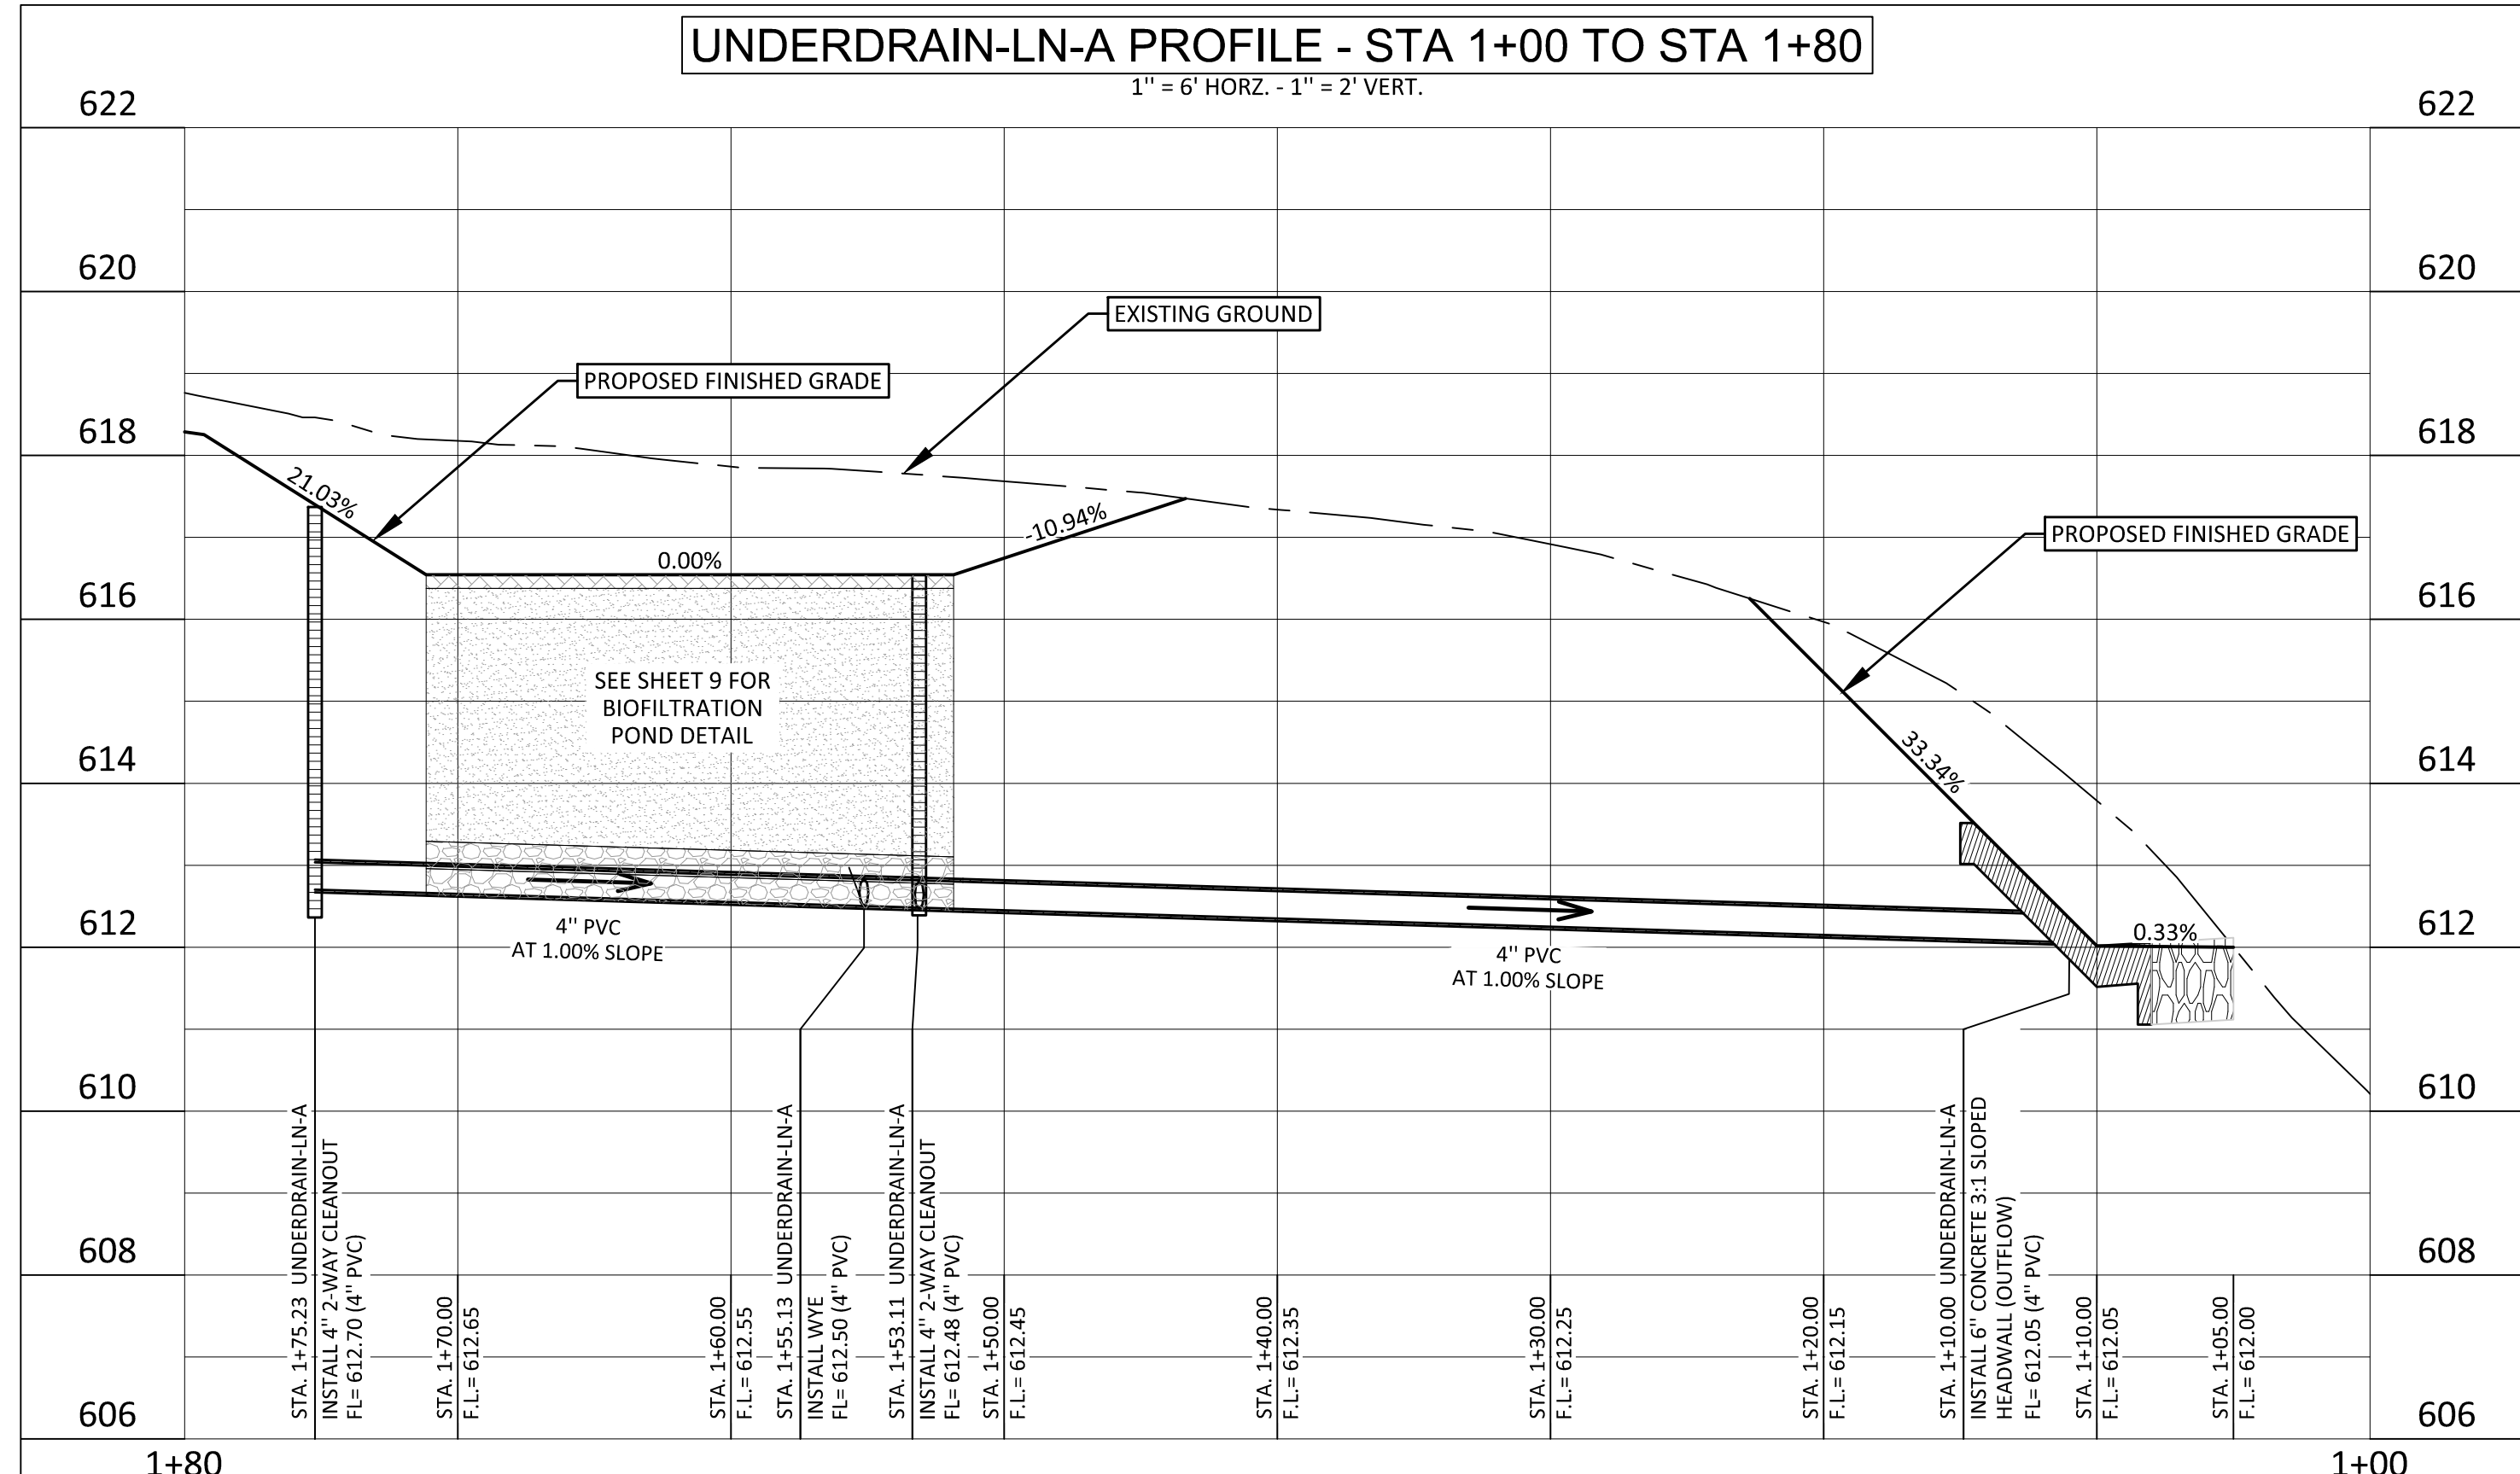 UNDERDRAIN-LN-A PROFILE - STA 1+00 TO STA 1+80
1" = 6' HORZ. - 1" = 2' VERT.
622
622
620
620
EXISTING GROUND
PROPOSED FINISHED GRADE
618
618
21.03%
-10.94%
PROPOSED FINISHED GRADE
0.00%
616
616
SEE SHEET 9 FOR
BIOFILTRATION
POND DETAIL
614
614
33.34%
612
612
0.33%
4" PVC
AT 1.00% SLOPE
4" PVC
AT 1.00% SLOPE
610
610
608
608
606
606
STA. 1+75.23 UNDERDRAIN-LN-A
INSTALL 4" 2-WAY CLEANOUT
FL= 612.70 (4" PVC)
STA. 1+70.00
F.L.= 612.65
STA. 1+60.00
F.L.= 612.55
STA. 1+55.13 UNDERDRAIN-LN-A
INSTALL WYE
FL= 612.50 (4" PVC)
STA. 1+53.11 UNDERDRAIN-LN-A
INSTALL 4" 2-WAY CLEANOUT
FL= 612.48 (4" PVC)
STA. 1+50.00
F.L.= 612.45
STA. 1+40.00
F.L.= 612.35
STA. 1+30.00
F.L.= 612.25
STA. 1+20.00
F.L.= 612.15
STA. 1+10.00 UNDERDRAIN-LN-A
INSTALL 6" CONCRETE 3:1 SLOPED
HEADWALL (OUTFLOW)
FL= 612.05 (4" PVC)
STA. 1+10.00
F.L.= 612.05
STA. 1+05.00
F.L.= 612.00
1+80
1+00